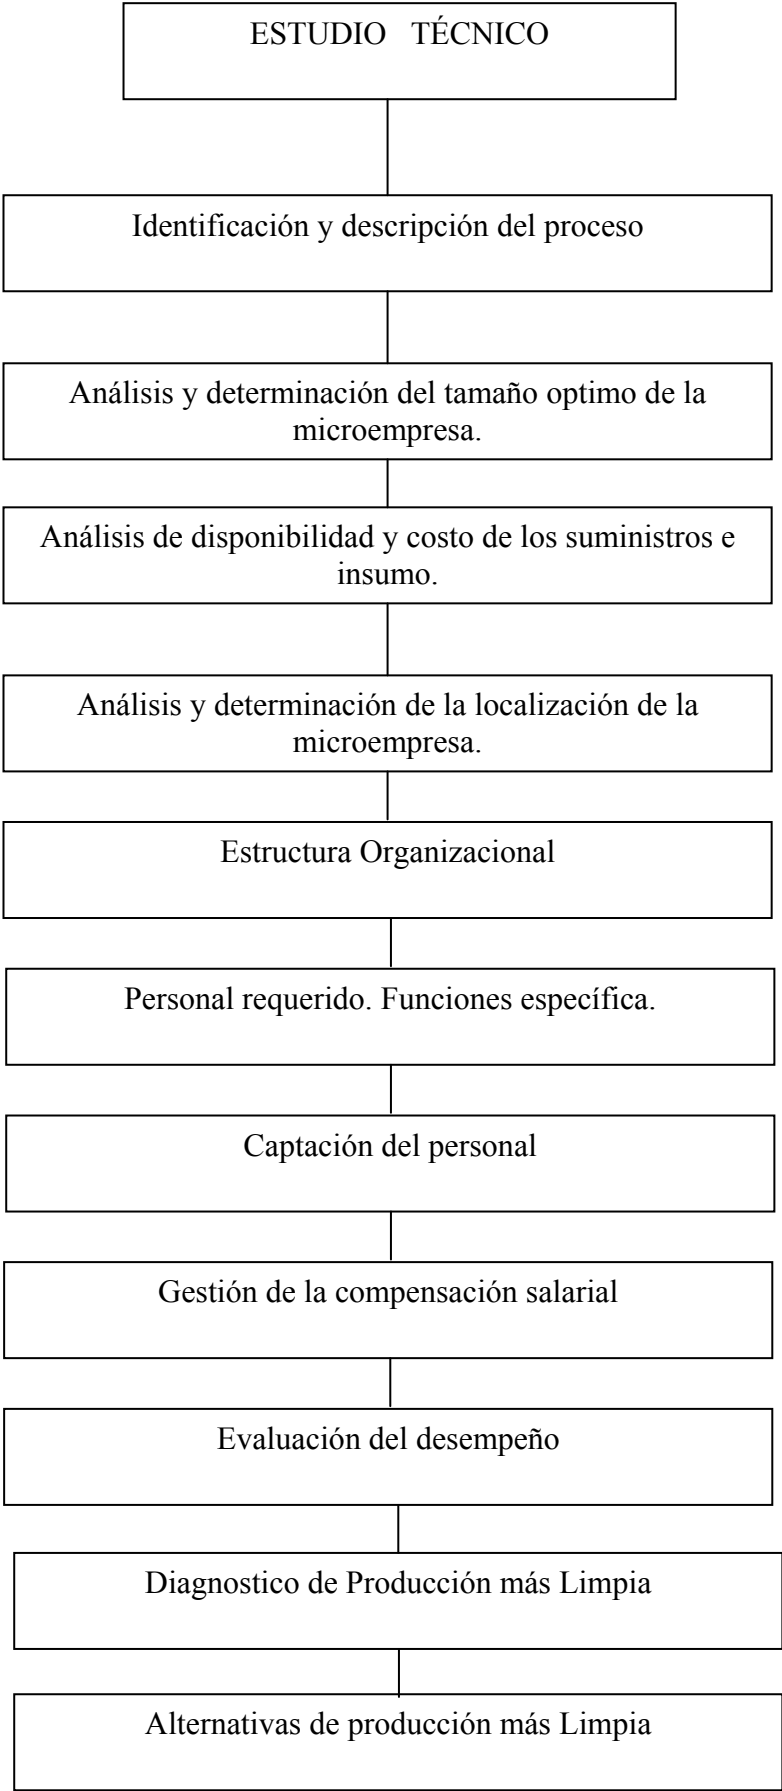 ESTUDIO TÉCNICO
Identificación y descripción del proceso
Análisis y determinación del tamaño optimo de la
microempresa.
Análisis de disponibilidad y costo de los suministros e
insumo.
Análisis y determinación de la localización de la
microempresa.
Estructura Organizacional
Personal requerido. Funciones específica.
Captación del personal
Gestión de la compensación salarial
Evaluación del desempeño
Diagnostico de Producción más Limpia
Alternativas de producción más Limpia